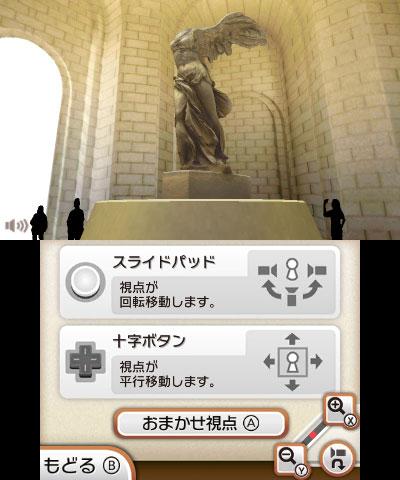 スライドパッド
視点が
回転移動します。
十字ボタン
視点が
平行移動します。
おまかせ視点 A
X
もどる B
Y